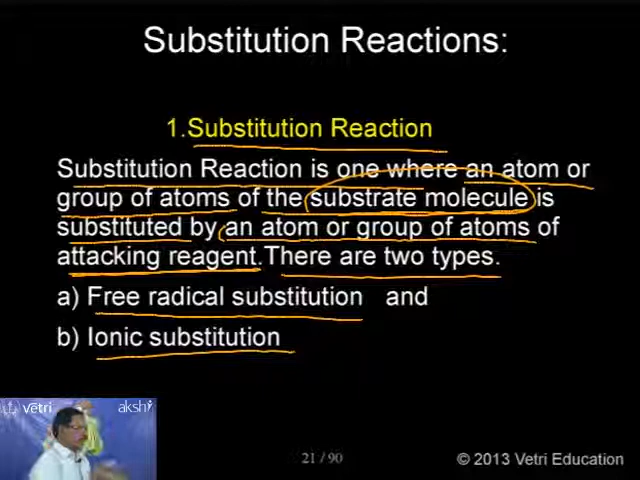 Substitution Reactions:
1.Substitution Reaction
Substitution Reaction is one where an atom or
group of atoms of the substrate molecule is
substituted by an atom or group of atoms of
attacking reagent.There are two types.
a) Free radical substitution and
b) Ionic substitution
vetri akshi
21 / 90
© 2013 Vetri Education